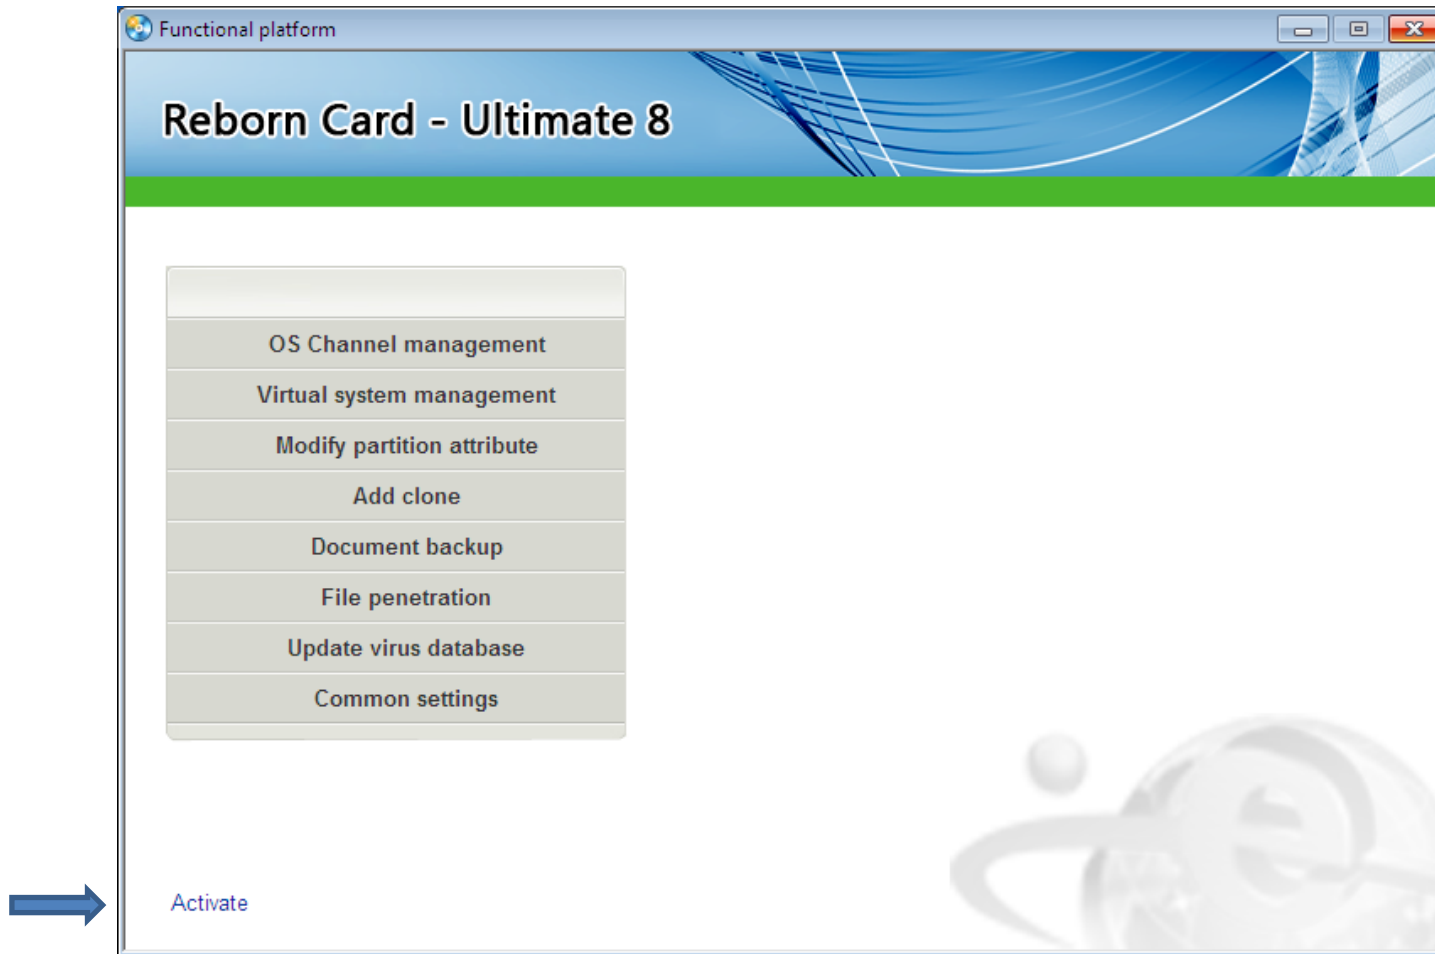 Functional platform
Reborn Card - Ultimate 8
OS Channel management
Virtual system management
Modify partition attribute
Add clone
Document backup
File penetration
Update virus database
Common settings
Activate